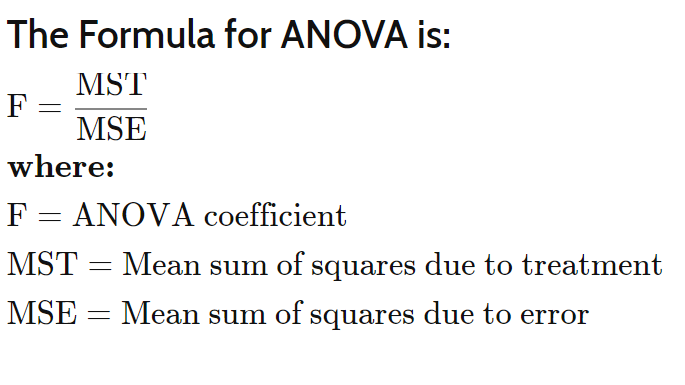 The Formula for ANOVA is:
F = MST / MSE
where:
F = ANOVA coefficient
MST = Mean sum of squares due to treatment
MSE = Mean sum of squares due to error